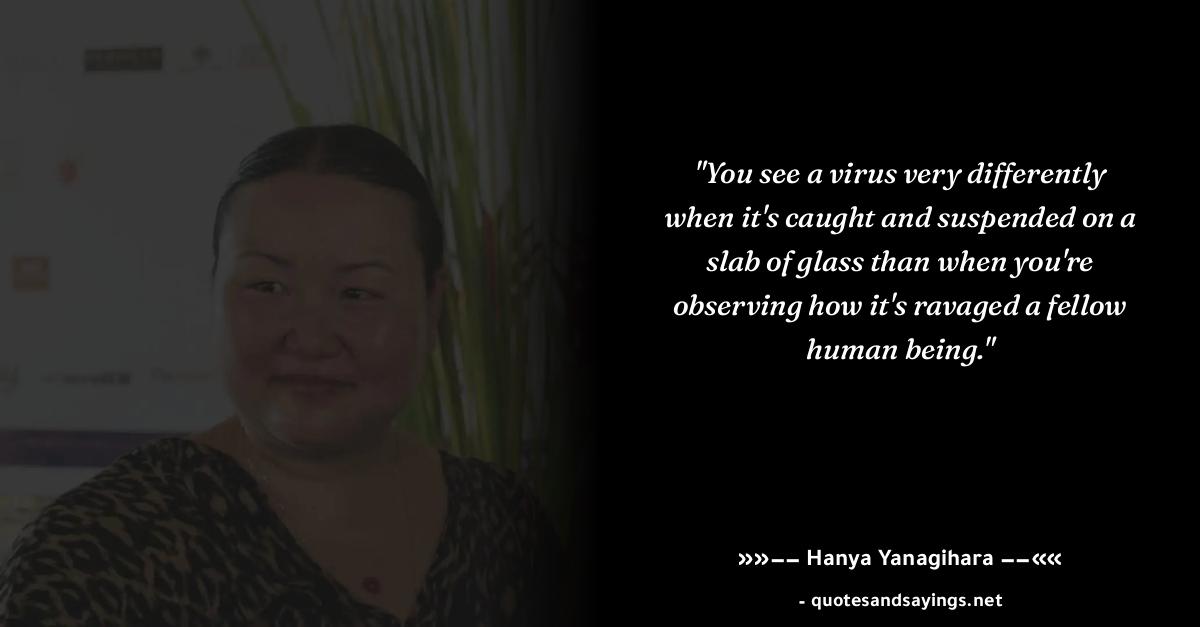 "You see a virus very differently
when it's caught and suspended on a
slab of glass than when you're
observing how it's ravaged a fellow
human being."
»»−− Hanya Yanagihara −−««
- quotesandsayings.net